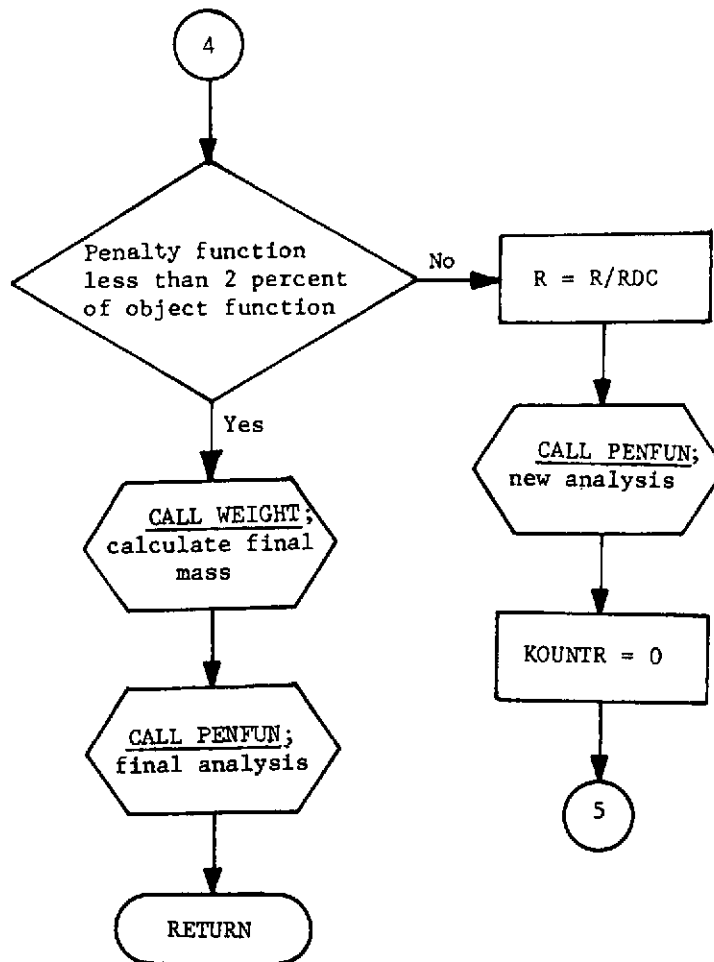 4
Penalty function
less than 2 percent
of object function
No
R = R/RDC
Yes
CALL PENFUN;
new analysis
CALL WEIGHT;
calculate final
mass
KOUNTR = 0
CALL PENFUN;
final analysis
5
RETURN